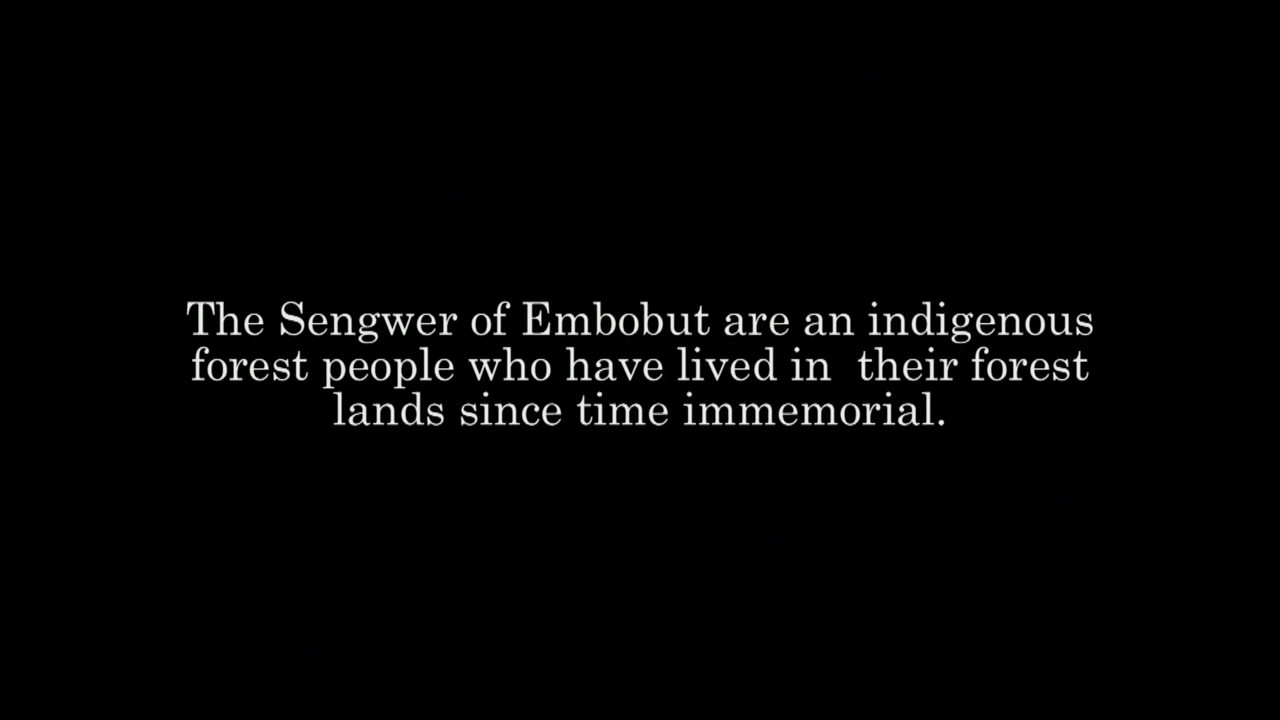 The Sengwer of Embobut are an indigenous
forest people who have lived in  their forest
lands since time immemorial.